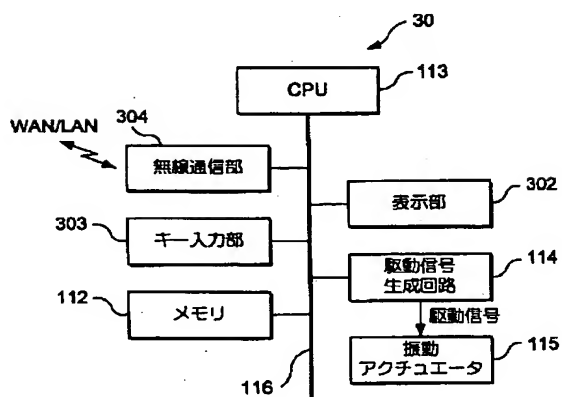 30
113
CPU
WAN/LAN
304
無線通信部
302
表示部
303
キー入力部
駆動信号
生成回路
114
112
メモリ
駆動信号
振動
アクチュエータ
115
116